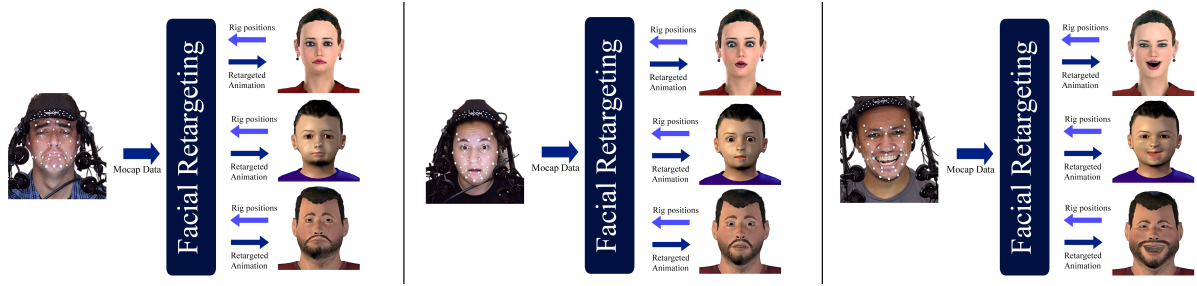 Rig positions
Retargeted
Animation
Rig positions
Retargeted
Animation
Rig positions
Retargeted
Animation
Mocap Data
Facial Retargeting
Rig positions
Retargeted
Animation
Rig positions
Retargeted
Animation
Rig positions
Retargeted
Animation
Mocap Data
Facial Retargeting
Rig positions
Retargeted
Animation
Rig positions
Retargeted
Animation
Rig positions
Retargeted
Animation
Mocap Data
Facial Retargeting